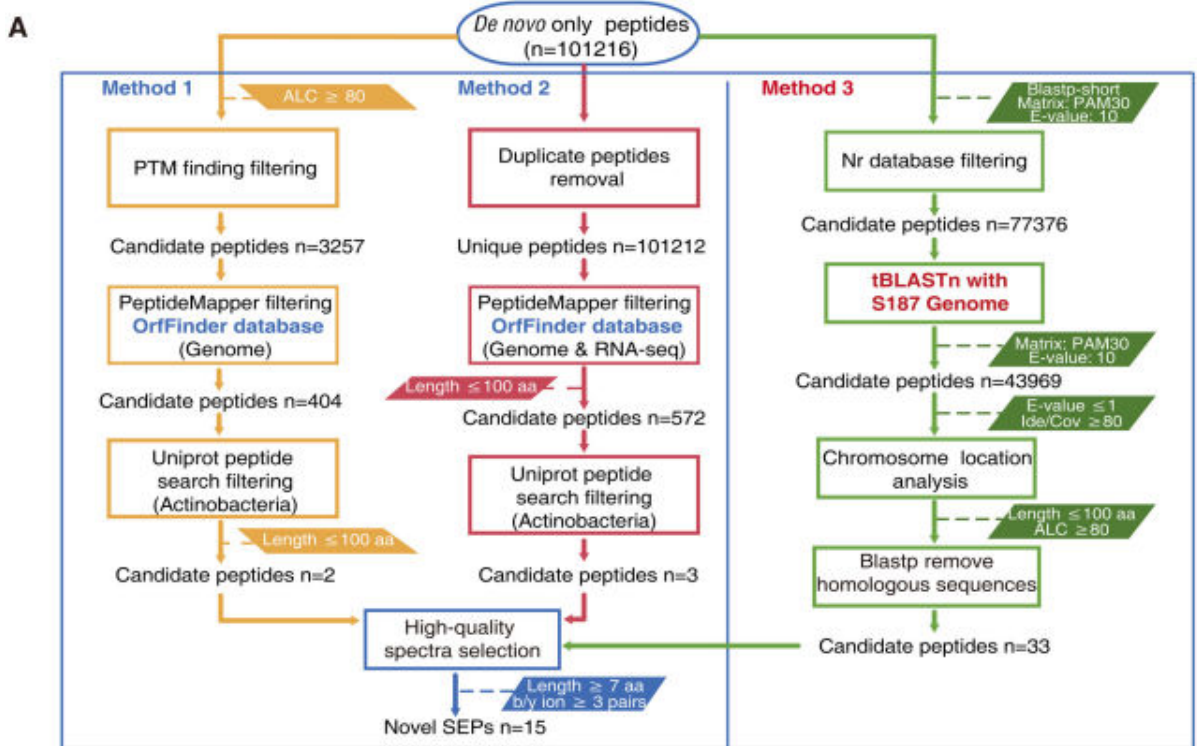 A
De novo only peptides
(n=101216)
Method 1
ALC ≥ 80
PTM finding filtering
Candidate peptides n=3257
PeptideMapper filtering
OrfFinder database
(Genome)
Candidate peptides n=404
Uniprot peptide
search filtering
(Actinobacteria)
Length ≤100 aa
Candidate peptides n=2
Method 2
Duplicate peptides
removal
Unique peptides n=101212
PeptideMapper filtering
OrfFinder database
(Genome & RNA-seq)
Length ≤100 aa
Candidate peptides n=572
Uniprot peptide
search filtering
(Actinobacteria)
Candidate peptides n=3
Method 3
Blastp-short
Matrix: PAM30
E-value: 10
Nr database filtering
Candidate peptides n=77376
tBLASTn with
S187 Genome
Matrix: PAM30
E-value: 10
Candidate peptides n=43969
E-value ≤1
Ide/Cov ≥80
Chromosome location
analysis
Length ≤100 aa
ALC ≥80
Blastp remove
homologous sequences
Candidate peptides n=33
High-quality
spectra selection
Length ≥ 7 aa
b/y ion ≥ 3 pairs
Novel SEPs n=15